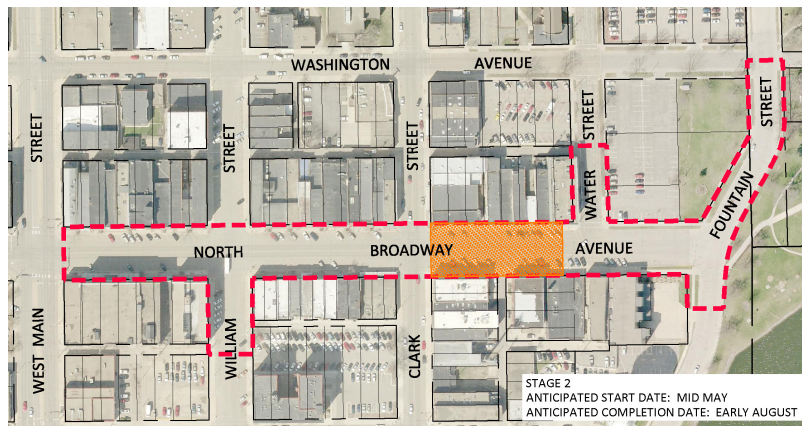 WASHINGTON AVENUE
STREET
STREET
STREET
STREET
STREET
WATER
FOUNTAIN
NORTH BROADWAY AVENUE
WEST MAIN
WILLIAM
CLARK
STAGE 2
ANTICIPATED START DATE: MID MAY
ANTICIPATED COMPLETION DATE: EARLY AUGUST